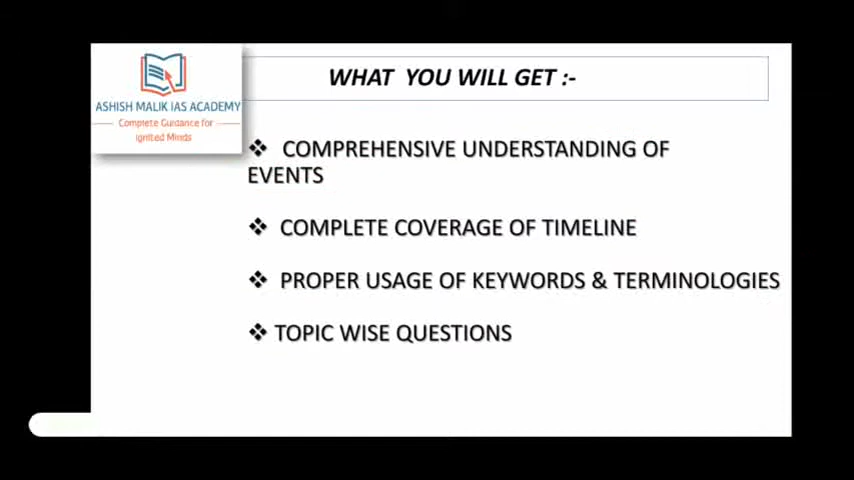 WHAT YOU WILL GET :-
ASHISH MALIK IAS ACADEMY
Complete Guidance for
Ignited Minds
❖ COMPREHENSIVE UNDERSTANDING OF
EVENTS
❖ COMPLETE COVERAGE OF TIMELINE
❖ PROPER USAGE OF KEYWORDS & TERMINOLOGIES
❖ TOPIC WISE QUESTIONS